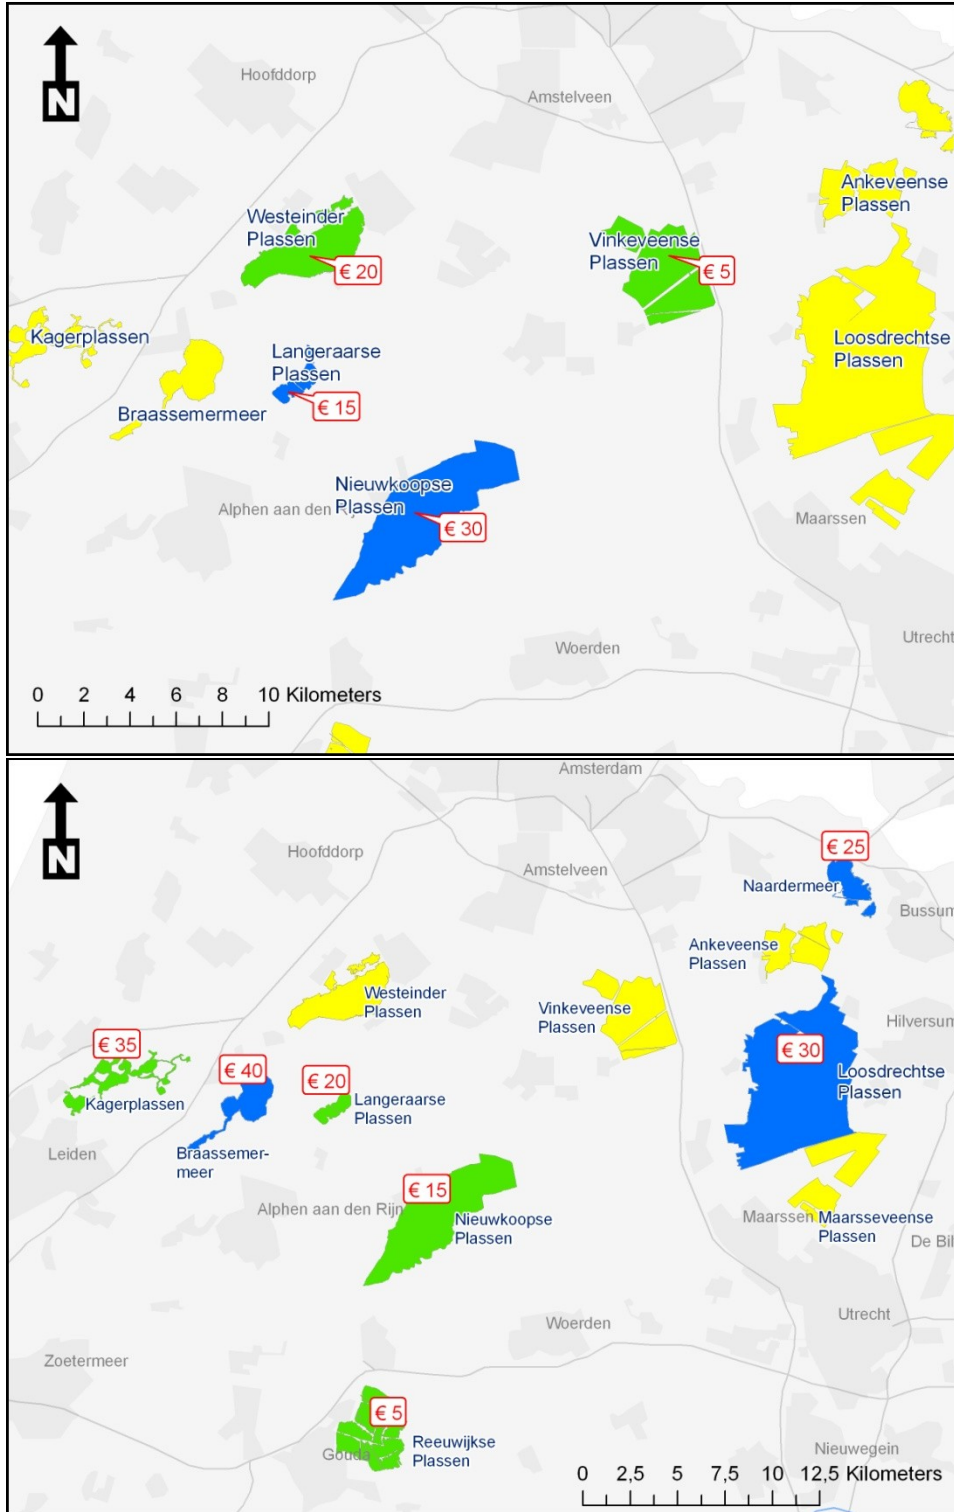 N
Hoofddorp
Amstelveen
Ankeveense
Plassen
Westeinder
Plassen
€ 20
Vinkeveense
Plassen
€ 5
Kagerplassen
Langeraarse
Plassen
€ 15
Loosdrechtse
Plassen
Braassemermeer
Nieuwkoopse
Plassen
Alphen aan den Rijn
€ 30
Maarssen
Utrecht
Woerden
0 2 4 6 8 10 Kilometers
N
Amsterdam
Hoofddorp
Amstelveen
€ 25
Naardermeer
Bussum
Ankeveense
Plassen
Westeinder
Plassen
Vinkeveense
Plassen
Hilversum
€ 35
Kagerplassen
€ 40
€ 20
Langeraarse
Plassen
€ 30
Loosdrechtse
Plassen
Leiden
Braassemer-
meer
€ 15
Alphen aan den Rijn
Nieuwkoopse
Plassen
Maarssen
Maarsseveense
Plassen
De Bil
Utrecht
Woerden
Zoetermeer
€ 5
Gouda
Reeuwijkse
Plassen
Nieuwegein
0 2,5 5 7,5 10 12,5 Kilometers